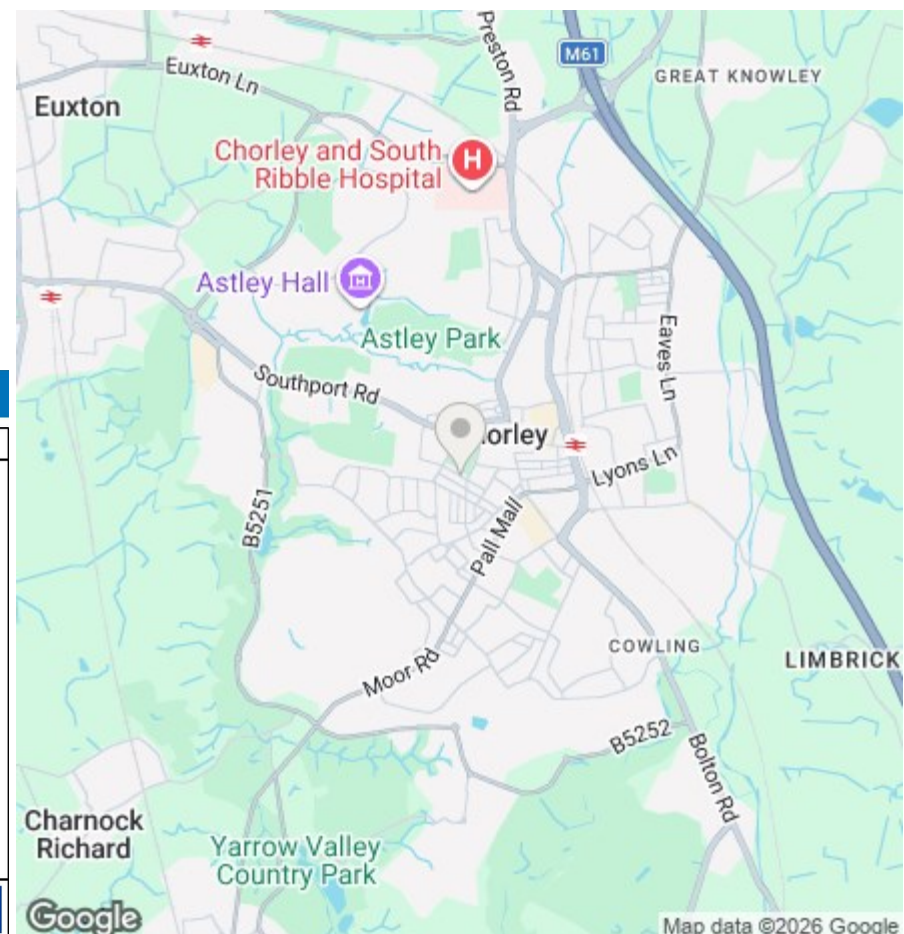 Preston Rd
M61
GREAT KNOWLEY
Euxton Ln
Euxton
Chorley and South
Ribble Hospital
H
Astley Hall
Astley Park
Eaves Ln
Southport Rd
orley
Lyons Ln
B5251
Pall Mall
COWLING
LIMBRICK
Moor Rd
B5252
Bolton Rd
Charnock
Richard
Yarrow Valley
Country Park
Google
Map data ©2026 Google